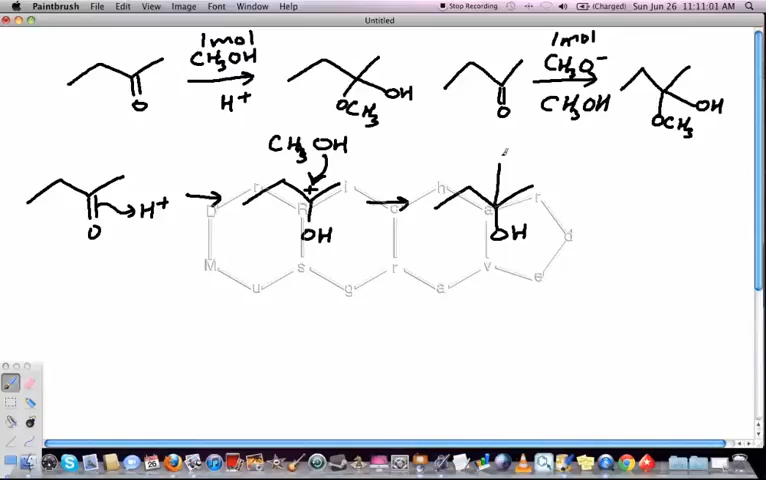 Paintbrush File Edit View Image Font Window Help
Stop Recording (Charged) Sun Jun 26 11:11:01 AM
Untitled
1mol
CH3OH
H+
O
OCH3
OH
O
1mol
CH3O-
CH3OH
OCH3
OH
O
H+
CH3OH
+
OH
OH
D r R l c h a r d
M u s g r a v e